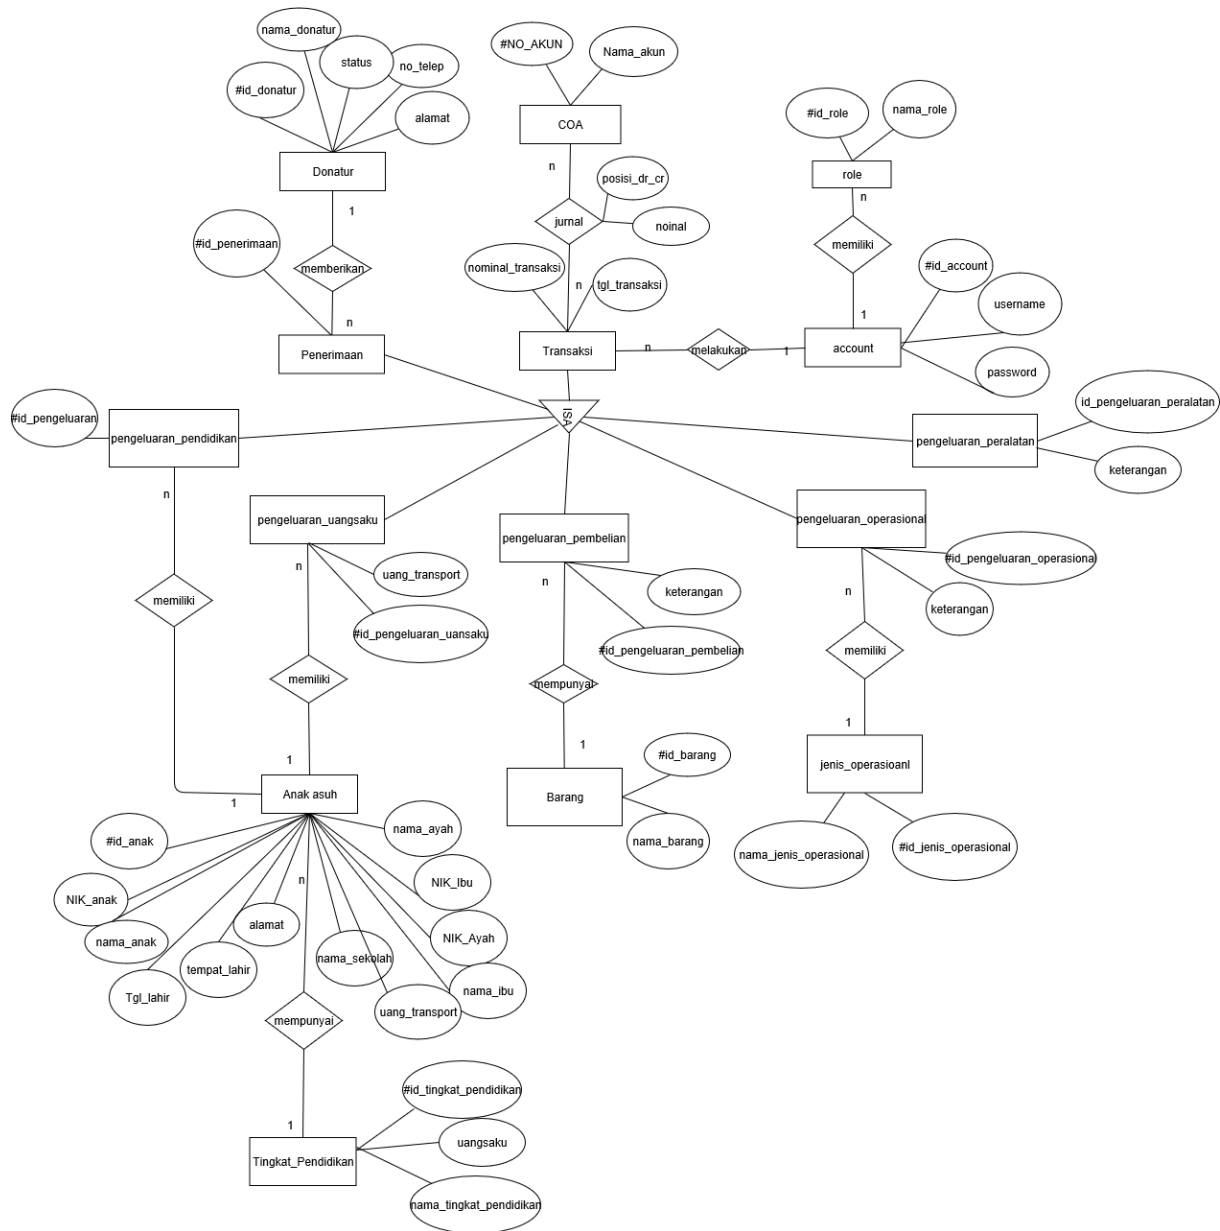 nama_donatur
status
no_telep
#id_donatur
alamat
Donatur
1
memberikan
n
#id_penerimaan
Penerimaan
#NO_AKUN
Nama_akun
COA
n
posisi_dr_cr
jurnal
noinal
n
nominal_transaksi
tgl_transaksi
Transaksi
n
melakukan
1
#id_role
nama_role
role
n
memiliki
1
#id_account
username
account
password
ISA
#id_pengeluaran
pengeluaran_pendidikan
n
memiliki
1
pengeluaran_uangsaku
n
uang_transport
#id_pengeluaran_uansaku
memiliki
1
pengeluaran_pembelian
n
keterangan
#id_pengeluaran_pembelian
mempunyai
1
#id_barang
Barang
nama_barang
pengeluaran_operasional
#id_pengeluaran_operasional
n
keterangan
memiliki
1
jenis_operasioanl
nama_jenis_operasional
#id_jenis_operasional
id_pengeluaran_peralatan
pengeluaran_peralatan
keterangan
Anak asuh
#id_anak
nama_ayah
NIK_anak
NIK_Ibu
n
nama_anak
alamat
NIK_Ayah
tempat_lahir
nama_sekolah
Tgl_lahir
nama_ibu
uang_transport
mempunyai
1
#id_tingkat_pendidikan
Tingkat_Pendidikan
uangsaku
nama_tingkat_pendidikan